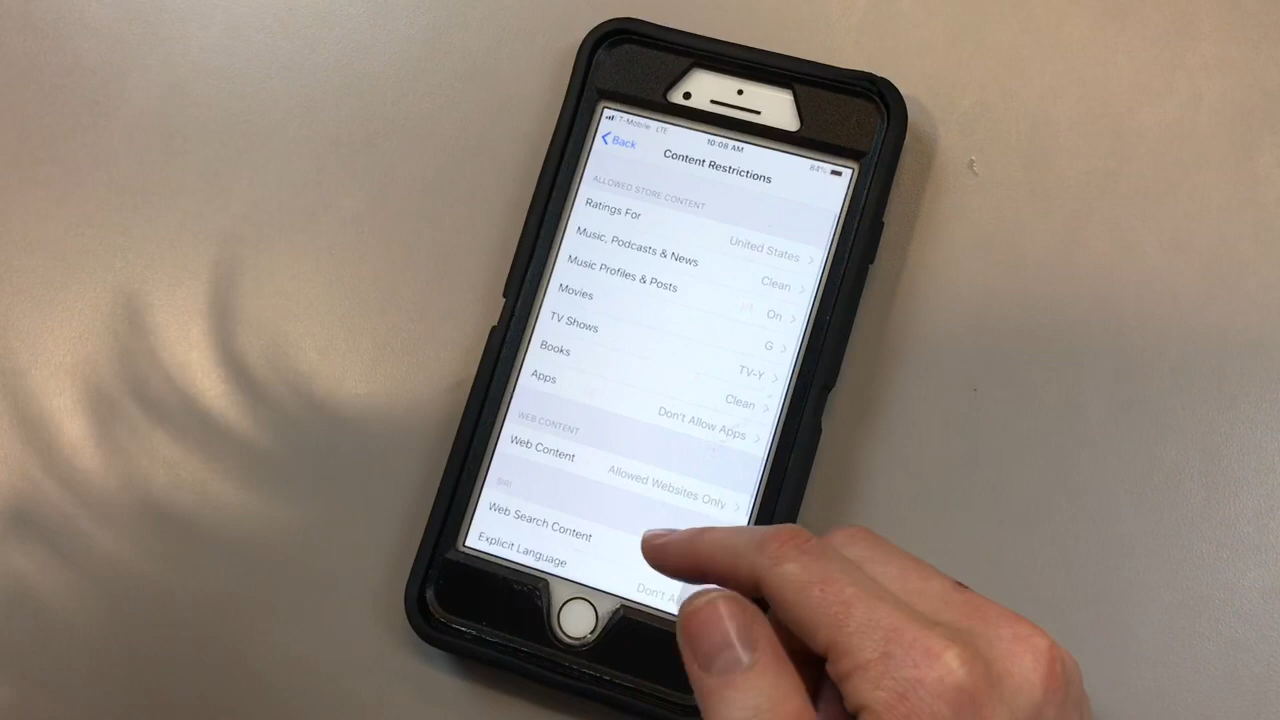 T-Mobile LTE
10:08 AM
84%
Back
Content Restrictions
ALLOWED STORE CONTENT
Ratings For
United States
Music, Podcasts & News
Clean
Music Profiles & Posts
On
Movies
G
TV Shows
TV-Y
Books
Clean
Apps
Don't Allow Apps
WEB CONTENT
Web Content
Allowed Websites Only
SIRI
Web Search Content
Explicit Language
Don't